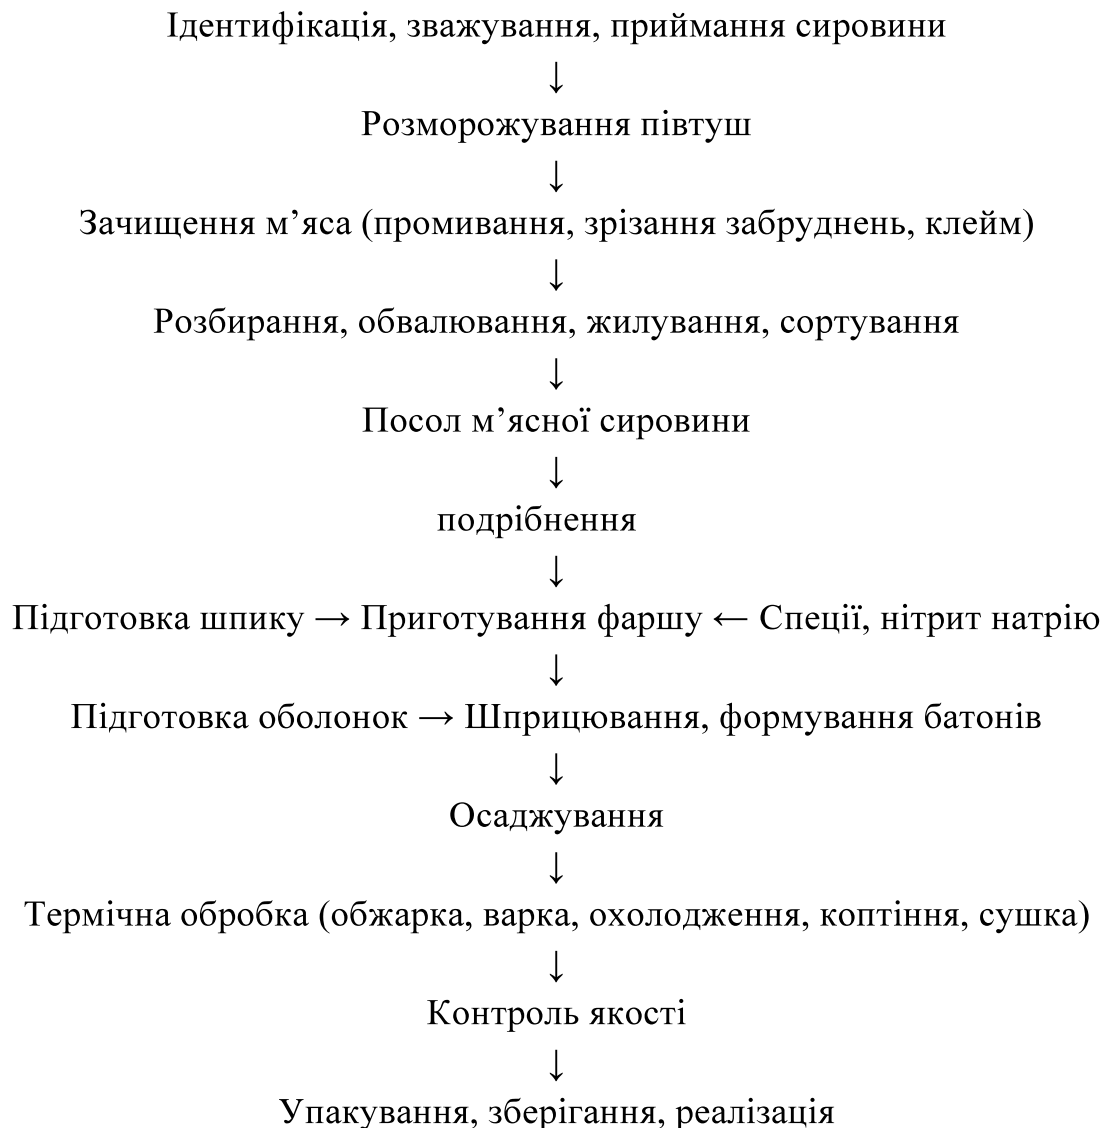 Ідентифікація, зважування, приймання сировини
↓
Розморожування півтуш
↓
Зачищення м’яса (промивання, зрізання забруднень, клейм)
↓
Розбирання, обвалювання, жилування, сортування
↓
Посол м’ясної сировини
↓
подрібнення
↓
Підготовка шпику → Приготування фаршу ← Спеції, нітрит натрію
↓
Підготовка оболонок → Шприцювання, формування батонів
↓
Осаджування
↓
Термічна обробка (обжарка, варка, охолодження, коптіння, сушка)
↓
Контроль якості
↓
Упакування, зберігання, реалізація